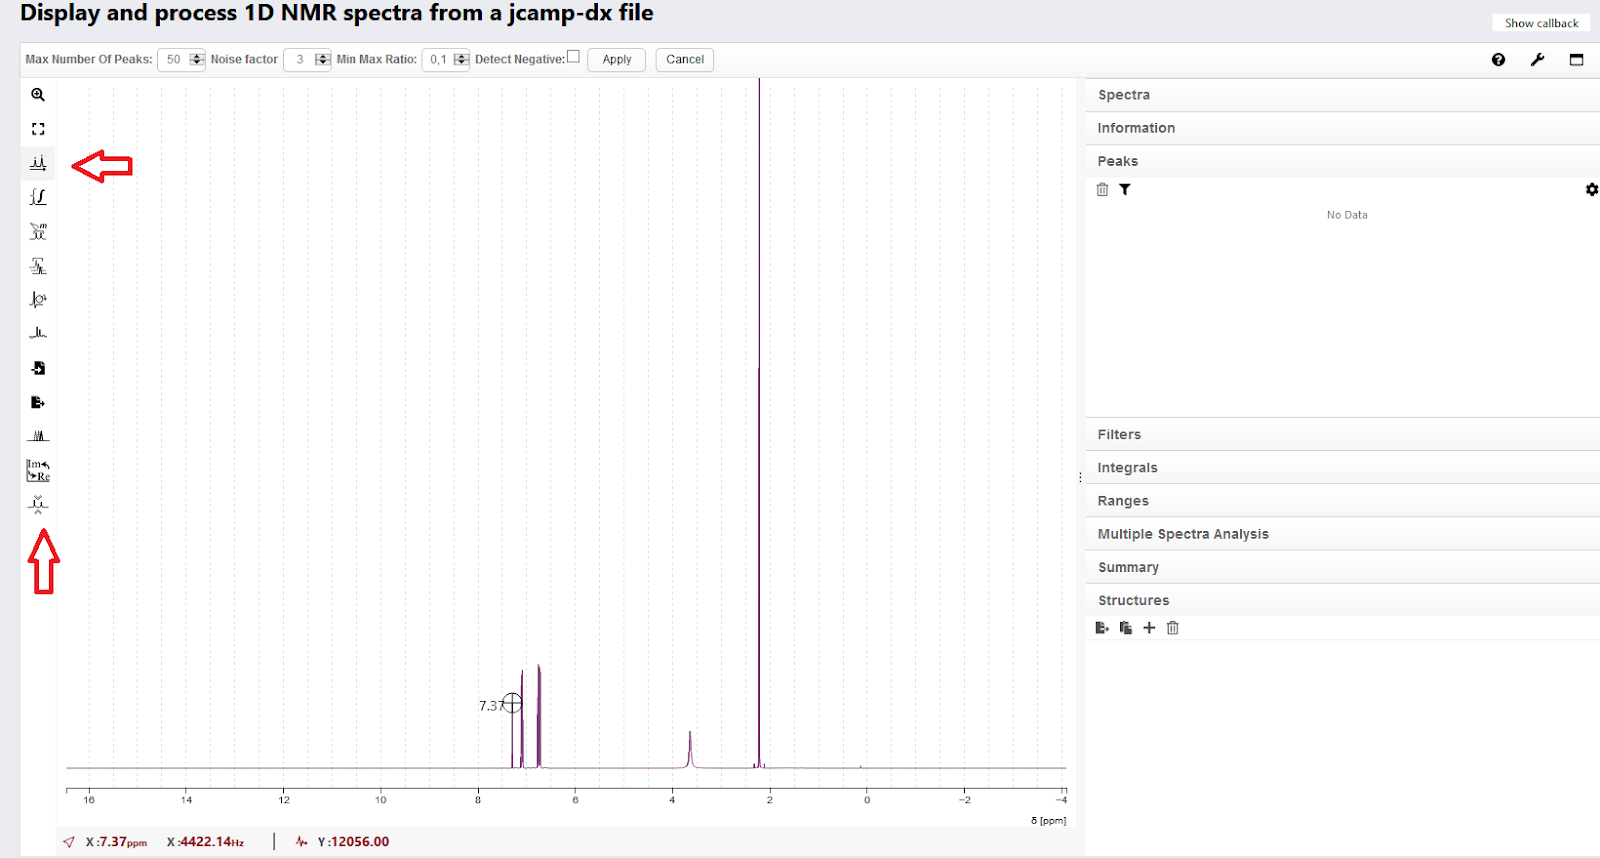 Display and process 1D NMR spectra from a jcamp-dx file
Show callback
Max Number Of Peaks: 50 Noise factor 3 Min Max Ratio: 0,1 Detect Negative: Apply Cancel
Spectra
Information
Peaks
No Data
Filters
Integrals
Ranges
Multiple Spectra Analysis
Summary
Structures
m
Im
Re
7.37
16 14 12 10 8 6 4 2 0 −2 −4
δ [ppm]
X :7.37ppm X :4422.14Hz Y :12056.00